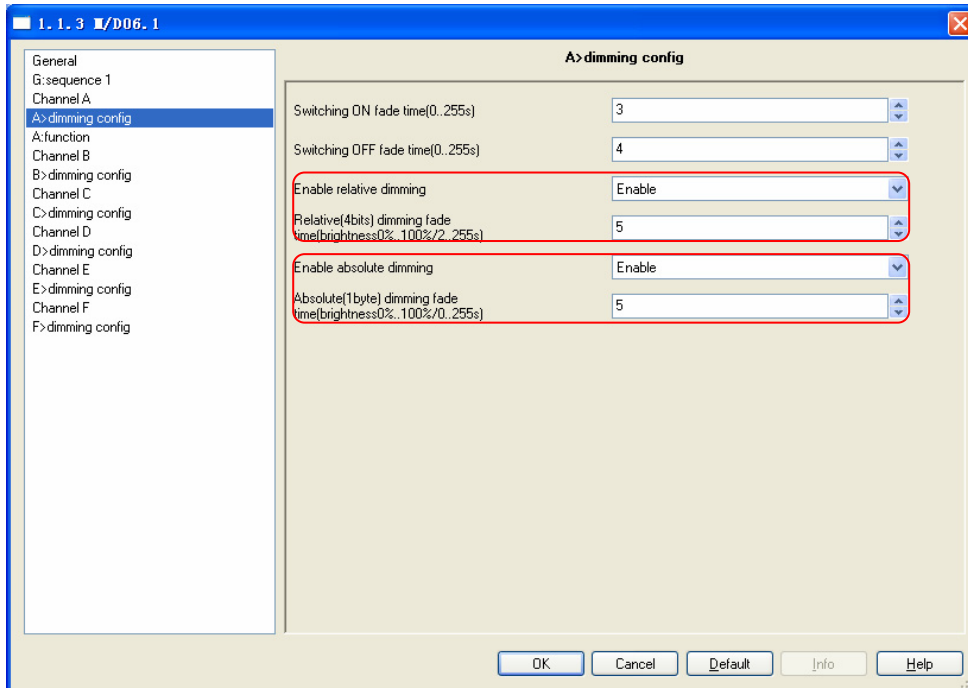 1.1.3 M/D06.1
General
G:sequence 1
Channel A
A>dimming config
A:function
Channel B
B>dimming config
Channel C
C>dimming config
Channel D
D>dimming config
Channel E
E>dimming config
Channel F
F>dimming config
A>dimming config
Switching ON fade time(0..255s)
3
Switching OFF fade time(0..255s)
4
Enable relative dimming
Enable
Relative(4bits) dimming fade
time(brightness0%..100%/2..255s)
5
Enable absolute dimming
Enable
Absolute(1byte) dimming fade
time(brightness0%..100%/0..255s)
5
OK
Cancel
Default
Info
Help